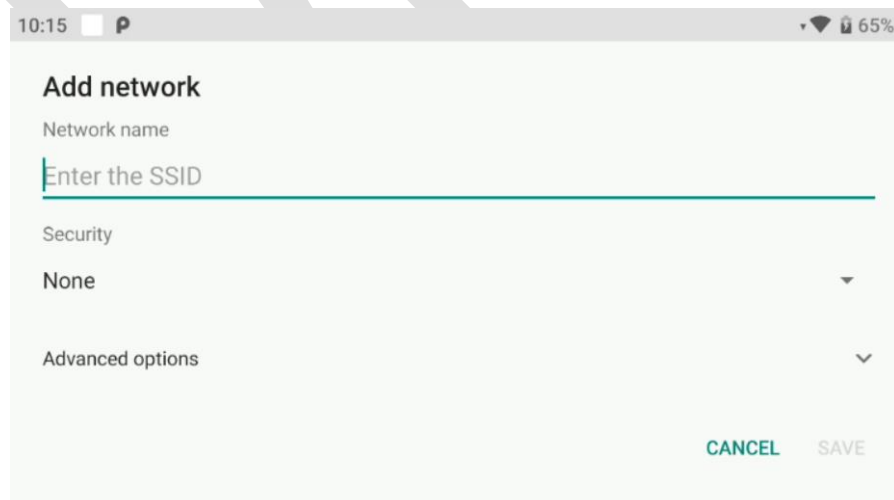 10:15 65%
Add network
Network name
Enter the SSID
Security
None
Advanced options
CANCEL SAVE